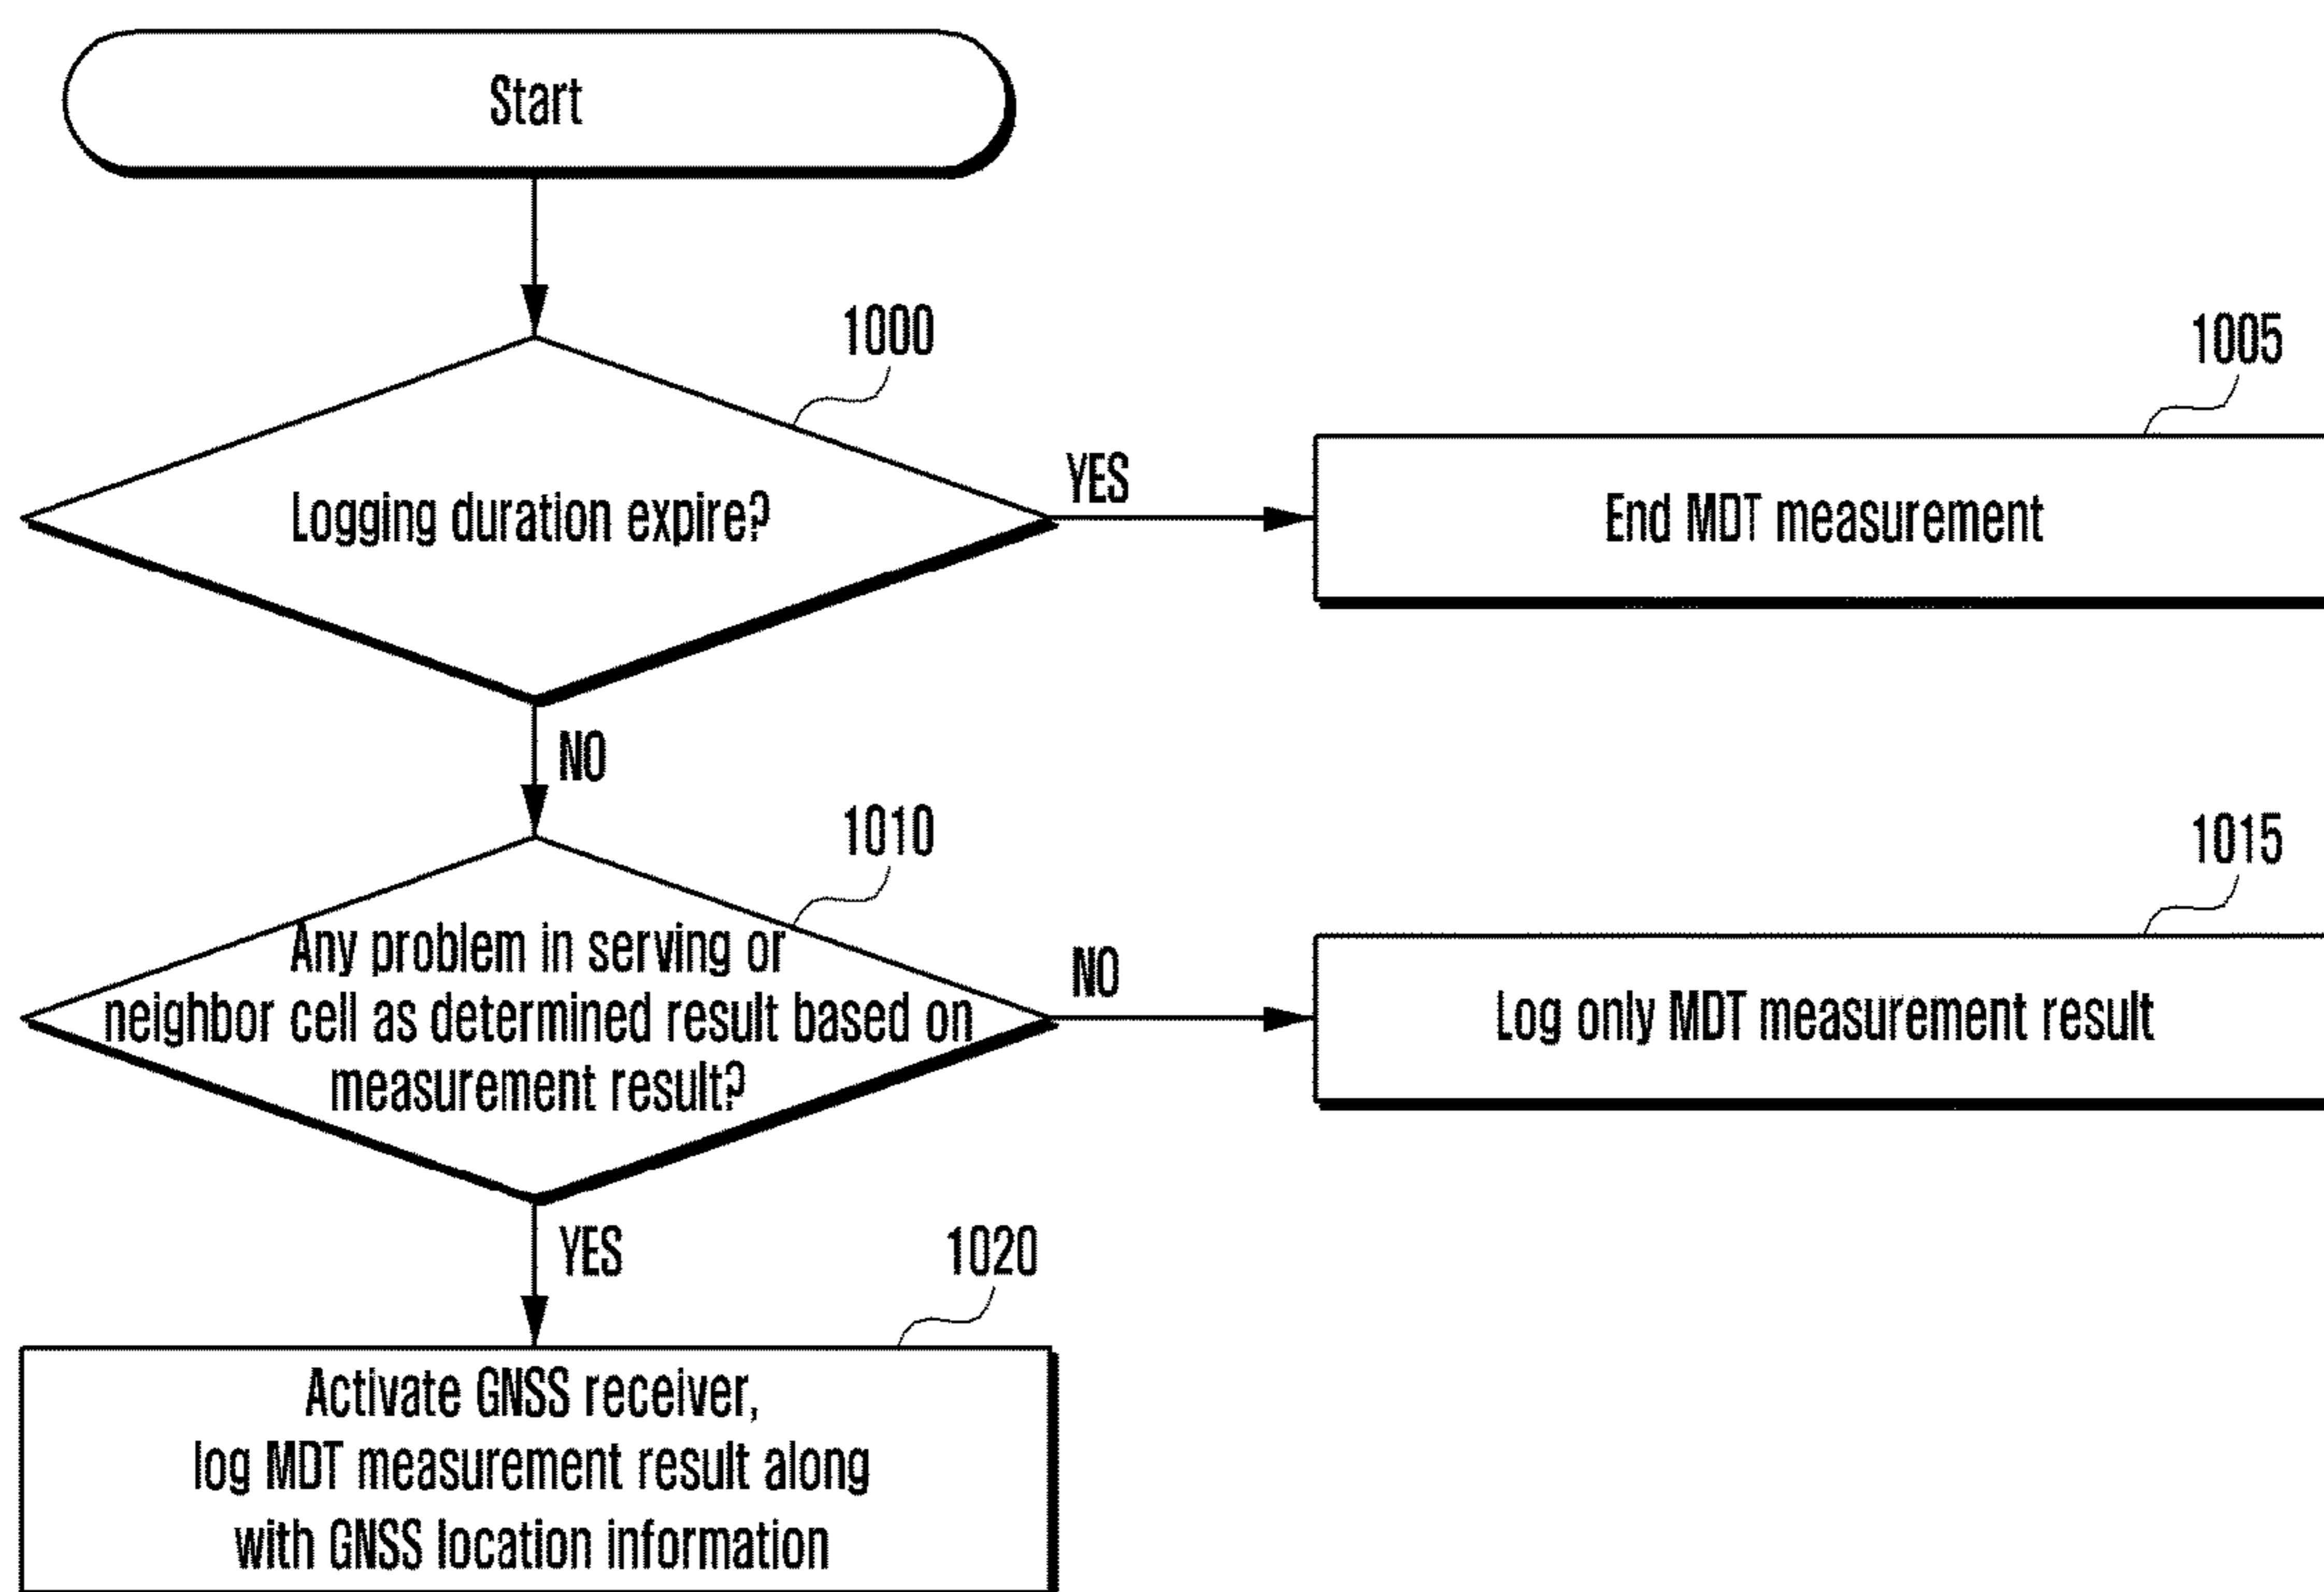 Start
1000
Logging duration expire?
YES
1005
End MDT measurement
NO
1010
Any problem in serving or
neighbor cell as determined result based on
measurement result?
NO
1015
Log only MDT measurement result
YES
1020
Activate GNSS receiver,
log MDT measurement result along
with GNSS location information